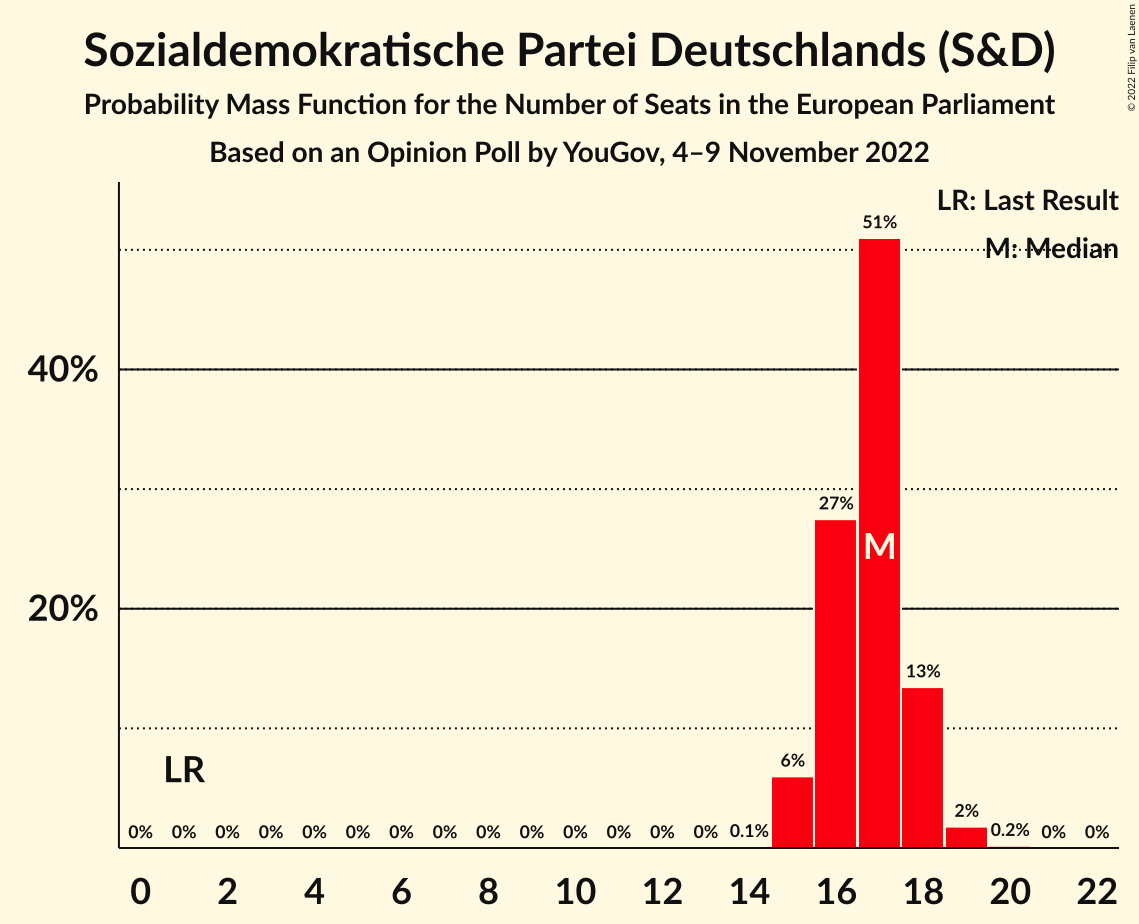 Sozialdemokratische Partei Deutschlands (S&D)
Probability Mass Function for the Number of Seats in the European Parliament
Based on an Opinion Poll by YouGov, 4–9 November 2022
© 2022 Filip van Laenen
LR: Last Result
M: Median
51%
40%
27%
M
20%
13%
LR
6%
2%
0% 0% 0% 0% 0% 0% 0% 0% 0% 0% 0% 0% 0% 0% 0.1% 0.2% 0% 0%
0 2 4 6 8 10 12 14 16 18 20 22